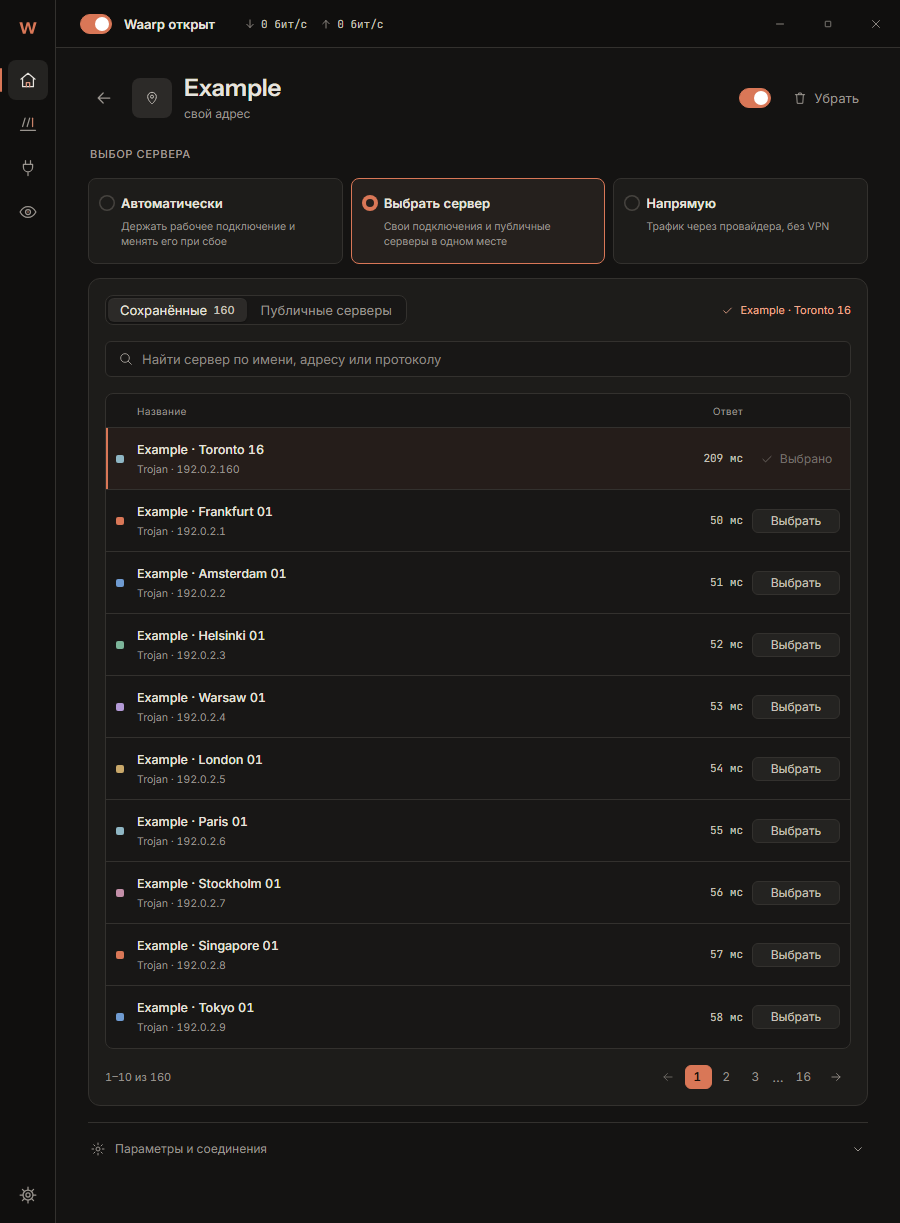 W
Waarp открыт
↓ 0 бит/с ↑ 0 бит/с
Example
свой адрес
Убрать
ВЫБОР СЕРВЕРА
Автоматически
Держать рабочее подключение и
менять его при сбое
Выбрать сервер
Свои подключения и публичные
серверы в одном месте
Напрямую
Трафик через провайдера, без VPN
Сохранённые 160
Публичные серверы
Example · Toronto 16
Найти сервер по имени, адресу или протоколу
Название Ответ
Example · Toronto 16
Trojan · 192.0.2.160
209 мс Выбрано
Example · Frankfurt 01
Trojan · 192.0.2.1
50 мс Выбрать
Example · Amsterdam 01
Trojan · 192.0.2.2
51 мс Выбрать
Example · Helsinki 01
Trojan · 192.0.2.3
52 мс Выбрать
Example · Warsaw 01
Trojan · 192.0.2.4
53 мс Выбрать
Example · London 01
Trojan · 192.0.2.5
54 мс Выбрать
Example · Paris 01
Trojan · 192.0.2.6
55 мс Выбрать
Example · Stockholm 01
Trojan · 192.0.2.7
56 мс Выбрать
Example · Singapore 01
Trojan · 192.0.2.8
57 мс Выбрать
Example · Tokyo 01
Trojan · 192.0.2.9
58 мс Выбрать
1–10 из 160
← 1 2 3 ... 16 →
Параметры и соединения